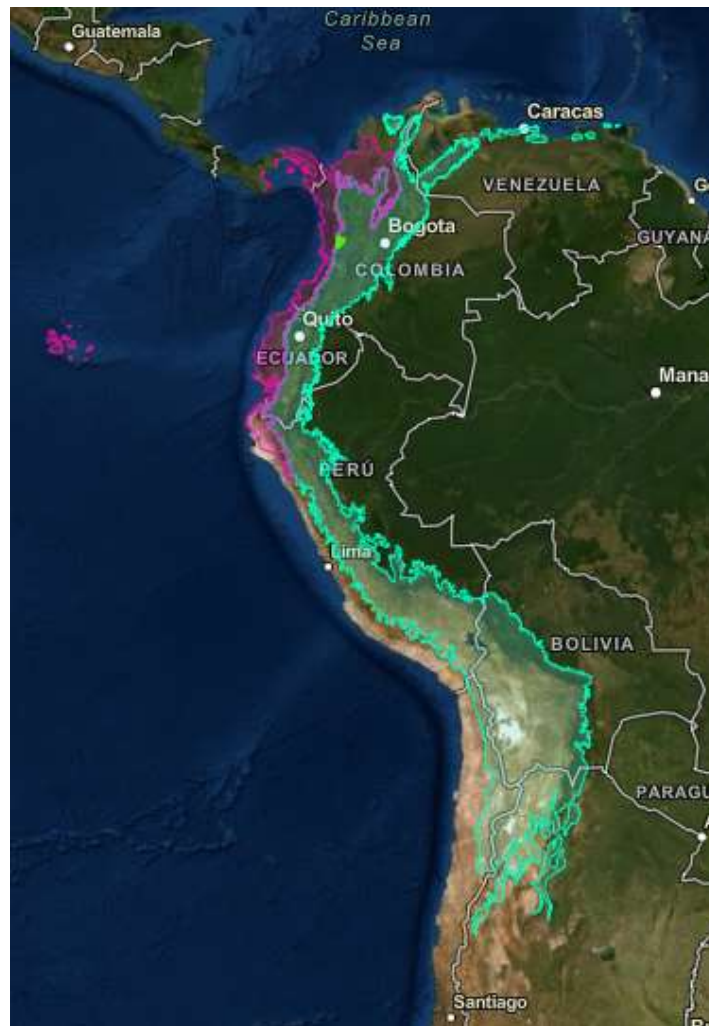 Caribbean
Sea
Guatemala
Caracas
VENEZUELA
G
GUYANA
Bogota
COLOMBIA
Quito
ECUADOR
Mana
PERÚ
Lima
BOLIVIA
PARAGU
A
Santiago